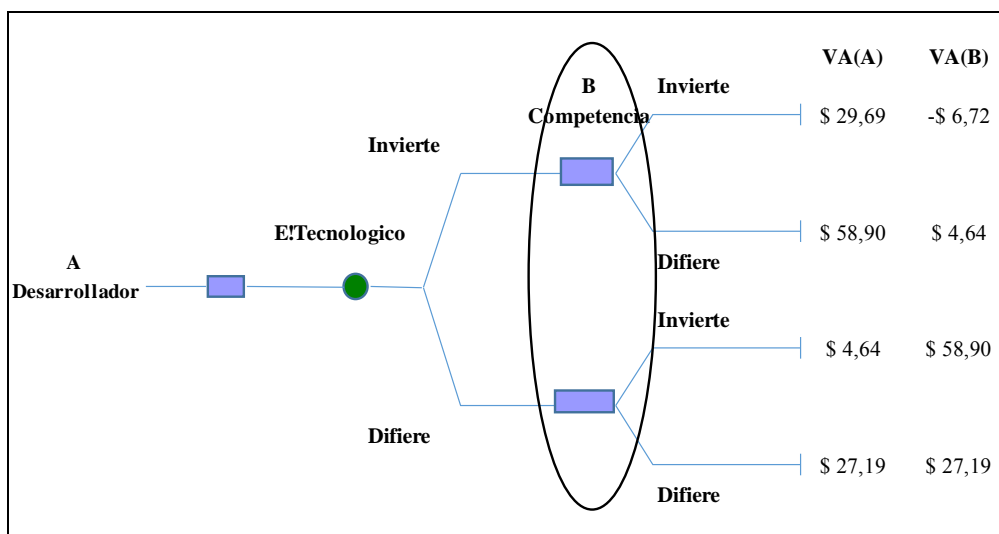 VA(A) VA(B)
B Invierte
Competencia
$ 29,69 -$ 6,72
Invierte
E!Tecnologico
$ 58,90 $ 4,64
Difiere
A
Desarrollador
Invierte
$ 4,64 $ 58,90
Difiere
$ 27,19 $ 27,19
Difiere